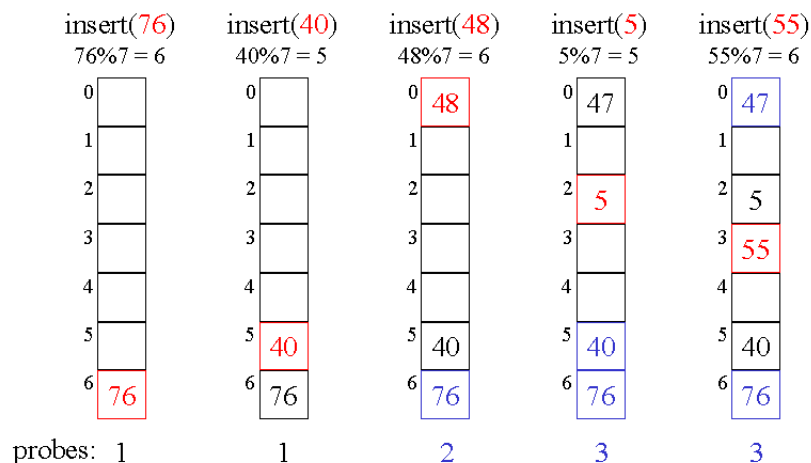 insert(76) insert(40) insert(48) insert(5) insert(55)
76%7 = 6 40%7 = 5 48%7 = 6 5%7 = 5 55%7 = 6
0 0 0 48 0 47 0 47
1 1 1 1 1
2 2 2 2 5 2 5
3 3 3 3 3 55
4 4 4 4 4
5 5 40 5 40 5 40 5 40
6 76 6 76 6 76 6 76 6 76
probes: 1 1 2 3 3